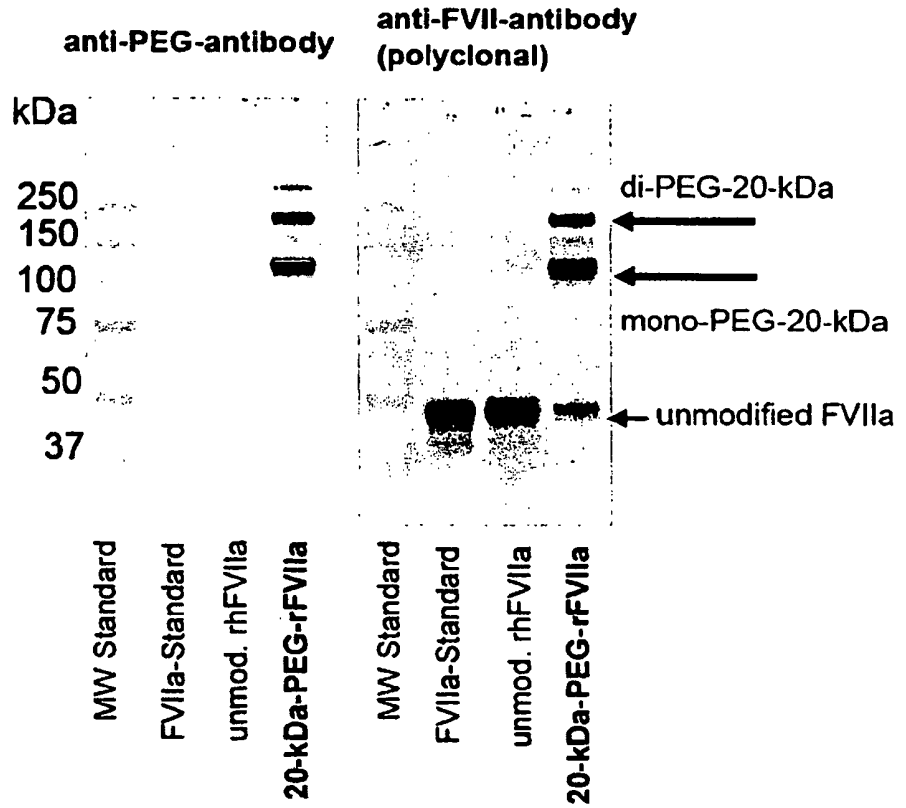 anti-PEG-antibody
anti-FVII-antibody
(polyclonal)
kDa
250
150
100
75
50
37
di-PEG-20-kDa
mono-PEG-20-kDa
unmodified FVIIa
MW Standard
FVIIa-Standard
unmod. rhFVIIa
20-kDa-PEG-rFVIIa
MW Standard
FVIIa-Standard
unmod. rhFVIIa
20-kDa-PEG-rFVIIa